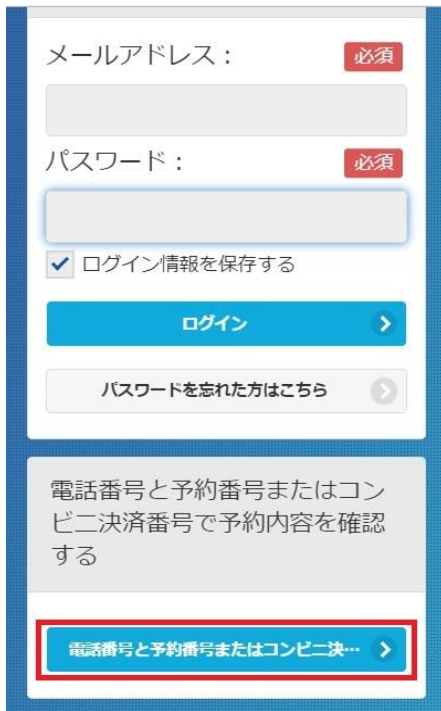 メールアドレス：
必須
パスワード：
必須
ログイン情報を保存する
ログイン
パスワードを忘れた方はこちら
電話番号と予約番号またはコン
ビニ決済番号で予約内容を確認
する
電話番号と予約番号またはコンビニ決…